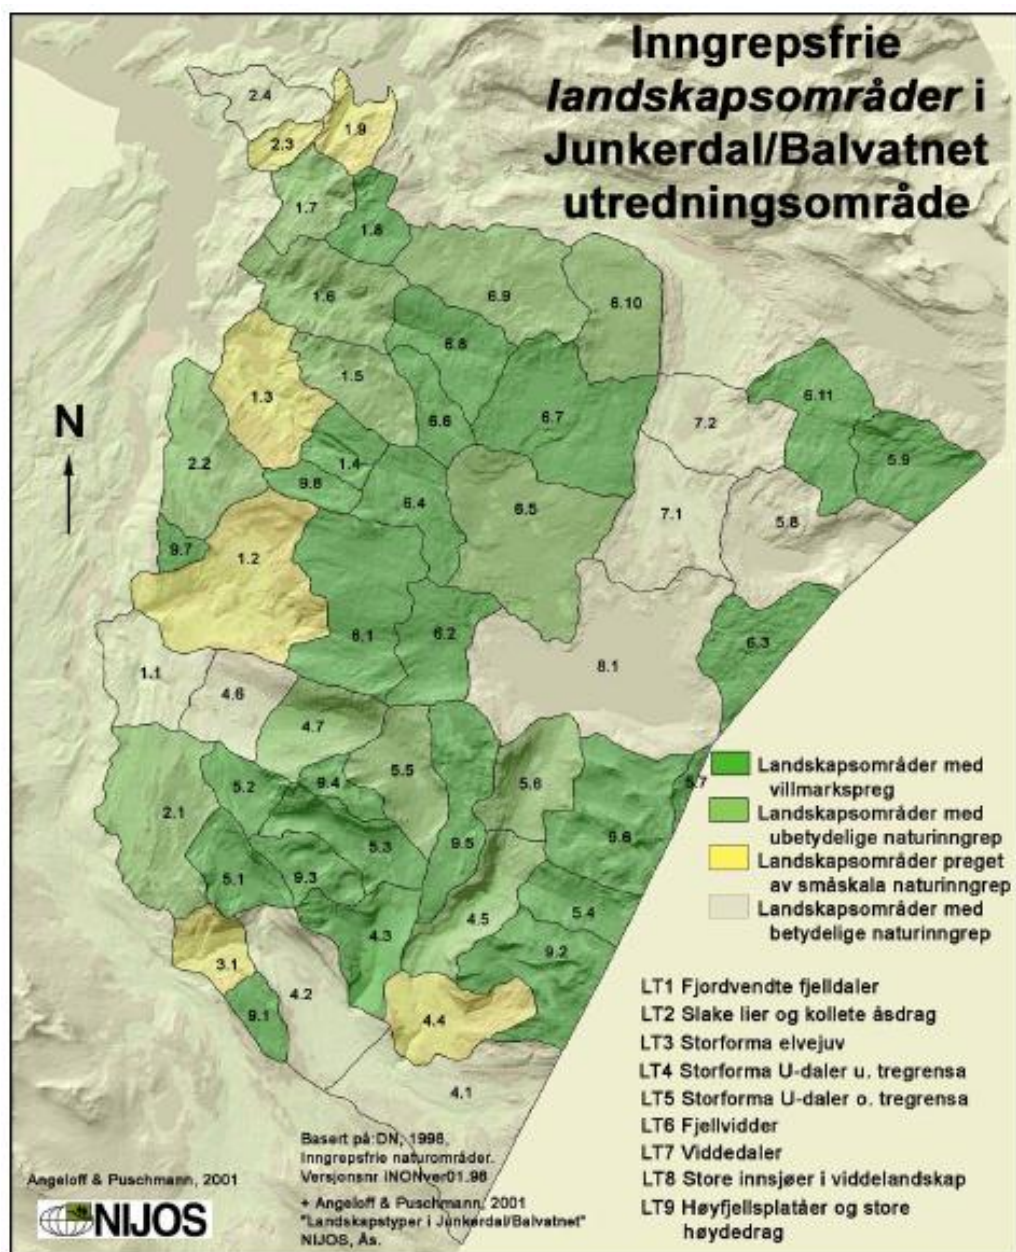 Inngrepsfrie
landskapsområder i
Junkerdal/Balvatnet
utredningsområde
2.4
1.9
2.3
1.7
1.8
1.6
6.9
6.10
6.8
1.5
1.3
6.6
6.7
6.11
7.2
N
2.2
1.4
5.9
9.8
6.4
6.5
7.1
5.8
9.7
1.2
6.1
6.2
6.3
8.1
1.1
4.6
4.7
5.5
5.6
5.7
5.2
9.4
2.1
5.3
9.5
9.6
5.1
9.3
4.5
5.4
4.3
9.2
3.1
4.2
9.1
4.4
4.1
Landskapsområder med
villmarkspreg
Landskapsområder med
ubetydelige naturinngrep
Landskapsområder preget
av småskala naturinngrep
Landskapsområder med
betydelige naturinngrep
LT1 Fjordvendte fjelldaler
LT2 Slake lier og kollete åsdrag
LT3 Storforma elvejuv
LT4 Storforma U-daler u. tregrensa
LT5 Storforma U-daler o. tregrensa
LT6 Fjellvidder
LT7 Viddedaler
LT8 Store innsjøer i viddelandskap
LT9 Høyfjellsplatåer og store
høydedrag
Basert på:DN, 1998,
Inngrepsfrie naturområder.
Versjonsnr iNONver01.98
+ Angeloff & Puschmann, 2001
"Landskapstyper i Junkerdal/Balvatnet"
NIJOS, Ås.
Angeloff & Puschmann, 2001
NIJOS